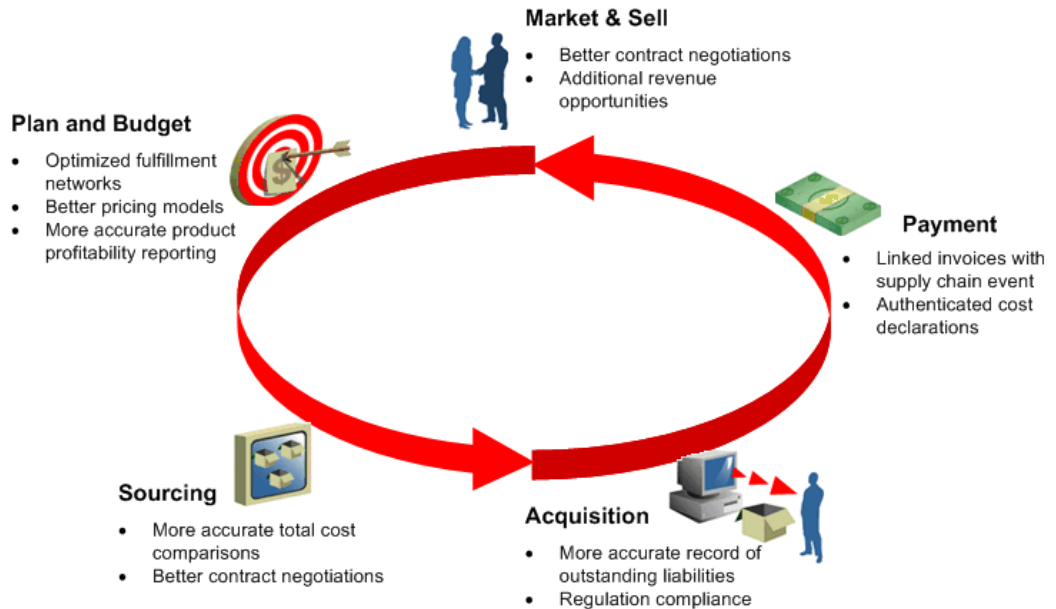 Market & Sell
• Better contract negotiations
• Additional revenue
opportunities
Plan and Budget
• Optimized fulfillment
networks
• Better pricing models
• More accurate product
profitability reporting
$
Payment
• Linked invoices with
supply chain event
• Authenticated cost
declarations
$
Sourcing
• More accurate total cost
comparisons
• Better contract negotiations
Acquisition
• More accurate record of
outstanding liabilities
• Regulation compliance